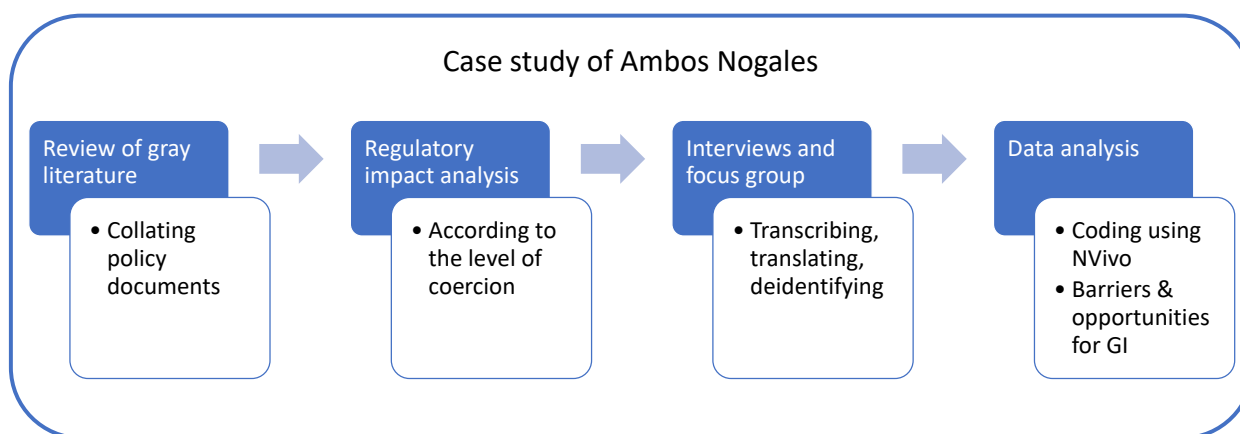 Case study of Ambos Nogales
Review of gray
literature
• Collating
policy
documents
Regulatory
impact analysis
• According to
the level of
coercion
Interviews and
focus group
• Transcribing,
translating,
deidentifying
Data analysis
• Coding using
NVivo
• Barriers &
opportunities
for GI